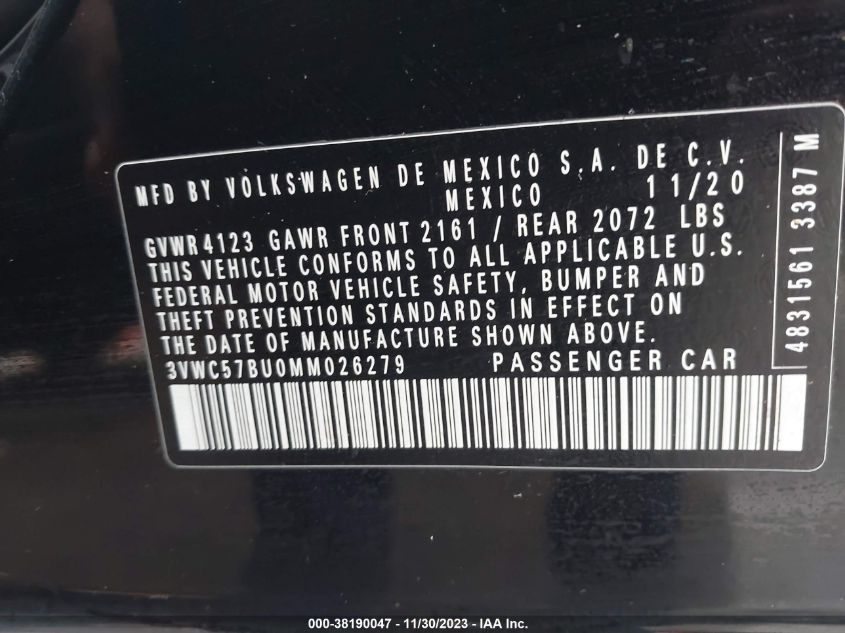 MFD BY VOLKSWAGEN DE MEXICO S.A. DE C.V.
MEXICO 11/20
GVWR 4123 GAWR FRONT 2161 / REAR 2072 LBS
THIS VEHICLE CONFORMS TO ALL APPLICABLE U.S.
FEDERAL MOTOR VEHICLE SAFETY, BUMPER AND
THEFT PREVENTION STANDARDS IN EFFECT ON
THE DATE OF MANUFACTURE SHOWN ABOVE.
3VWC57BU0MM026279 PASSENGER CAR
4831561 3387 M
000-38190047 - 11/30/2023 - IAA Inc.